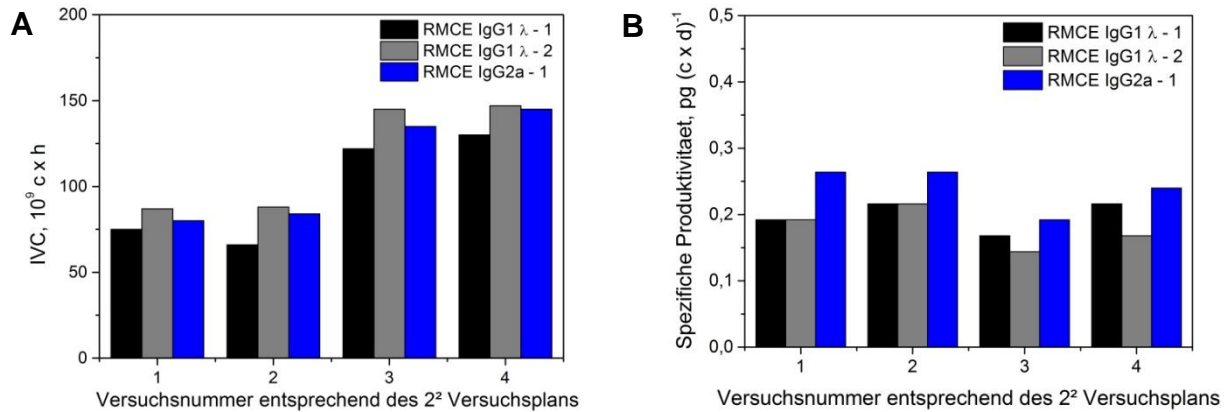 A
200
150
100
50
0
IVC, 10⁹ c x h
RMCE IgG1 λ - 1
RMCE IgG1 λ - 2
RMCE IgG2a - 1
1 2 3 4
Versuchsnummer entsprechend des 2² Versuchsplans
B
0,5
0,4
0,3
0,2
0,1
0,0
Spezifiche Produktivitaet, pg (c x d)⁻¹
RMCE IgG1 λ - 1
RMCE IgG1 λ - 2
RMCE IgG2a - 1
1 2 3 4
Versuchsnummer entsprechend des 2² Versuchsplans